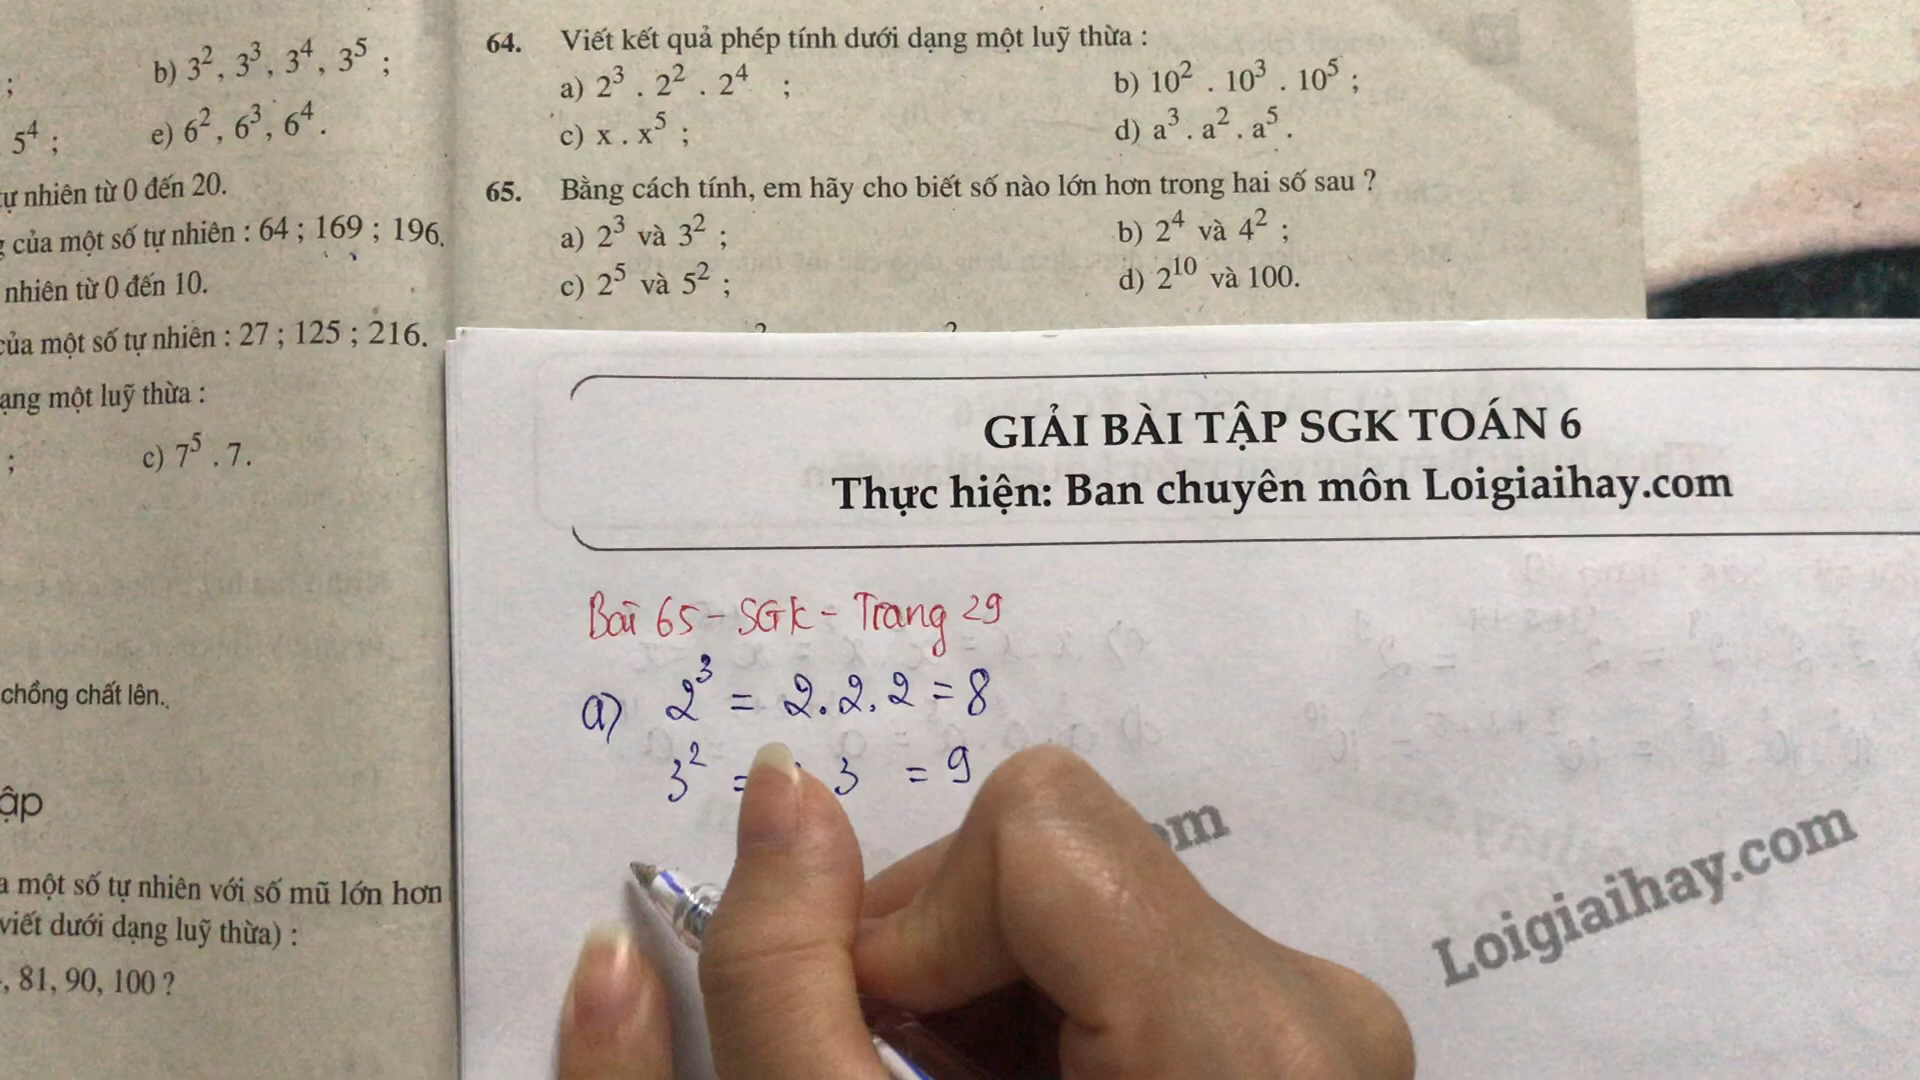 b) 3², 3³, 3⁴, 3⁵ ;
;
5⁴ ;
e) 6², 6³, 6⁴.
nhiên từ 0 đến 20.
của một số tự nhiên : 64 ; 169 ; 196.
nhiên từ 0 đến 10.
của một số tự nhiên : 27 ; 125 ; 216.
một luỹ thừa :
;
c) 7⁵ . 7.
chồng chất lên.
một số tự nhiên với số mũ lớn hơn
viết dưới dạng luỹ thừa) :
, 81, 90, 100 ?
64. Viết kết quả phép tính dưới dạng một luỹ thừa :
a) 2³ . 2² . 2⁴ ;
b) 10² . 10³ . 10⁵ ;
c) x . x⁵ ;
d) a³ . a² . a⁵ .
65. Bằng cách tính, em hãy cho biết số nào lớn hơn trong hai số sau ?
a) 2³ và 3² ;
b) 2⁴ và 4² ;
c) 2⁵ và 5² ;
d) 2¹⁰ và 100.
GIẢI BÀI TẬP SGK TOÁN 6
Thực hiện: Ban chuyên môn Loigiaihay.com
Bài 65 - SGK - Trang 29
a) 2³ = 2.2.2 = 8
3² = 3 = 9
Loigiaihay.com